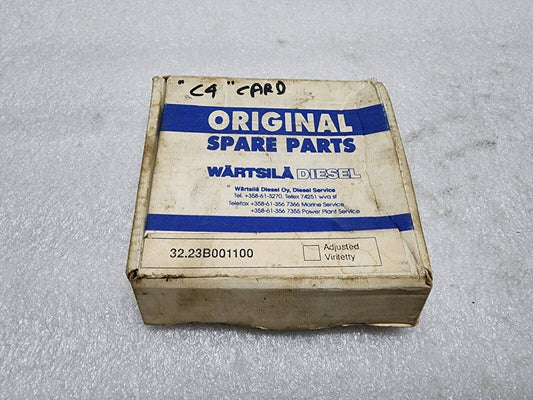 "C4" CARD
ORIGINAL
SPARE PARTS
WÄRTSILÄ DIESEL
Wärtsilä Diesel Oy, Diesel Service
Tel. +358-61-3270, Telex 74251 wva sf
Telefax +358-61-356 7366 Marine Service
+358-61-356 7355 Power Plant Service
32.23B001100
Adjusted
Viritetty